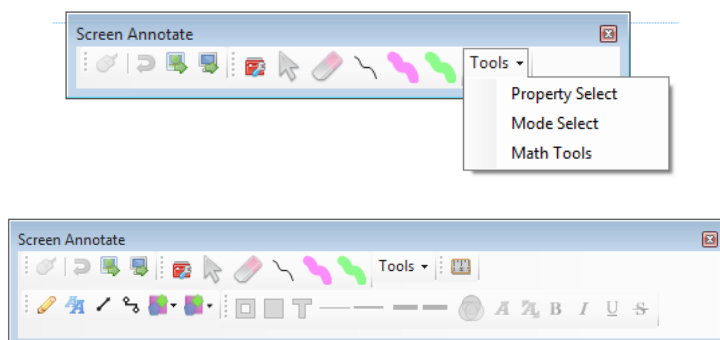 Screen Annotate
Tools
Property Select
Mode Select
Math Tools
Screen Annotate
Tools
T A B I U S